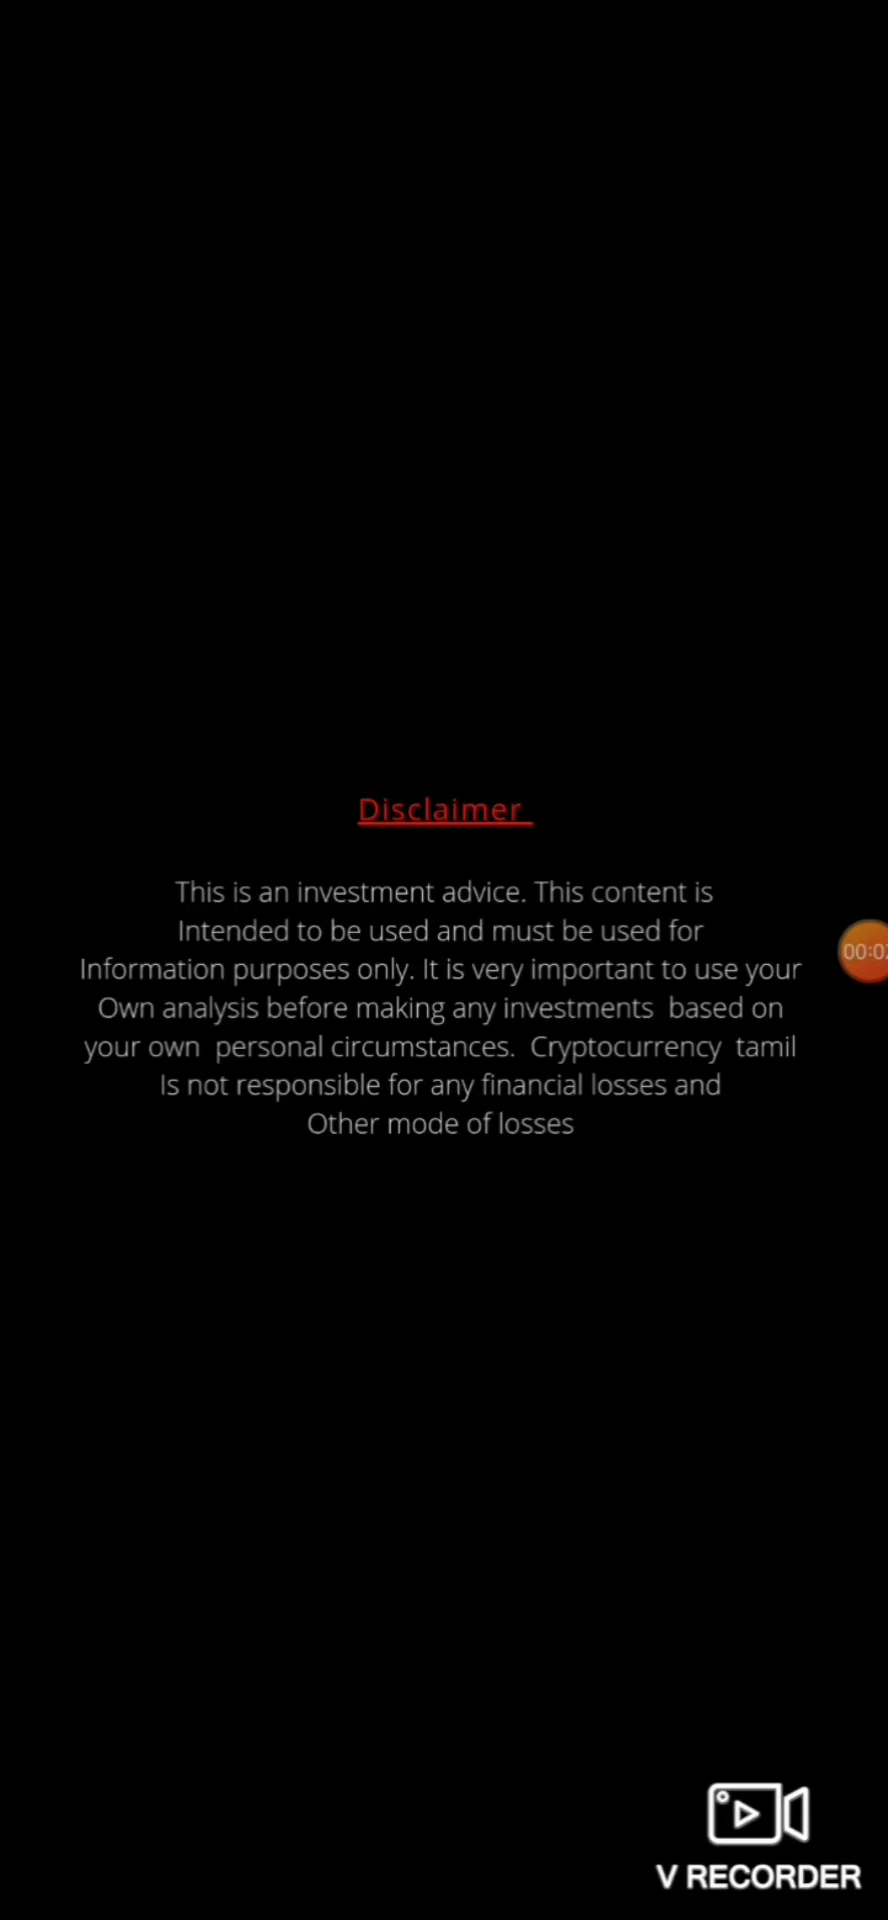 Disclaimer
This is an investment advice. This content is
Intended to be used and must be used for
Information purposes only. It is very important to use your
Own analysis before making any investments  based on
your own  personal circumstances.  Cryptocurrency  tamil
Is not responsible for any financial losses and
Other mode of losses
V RECORDER